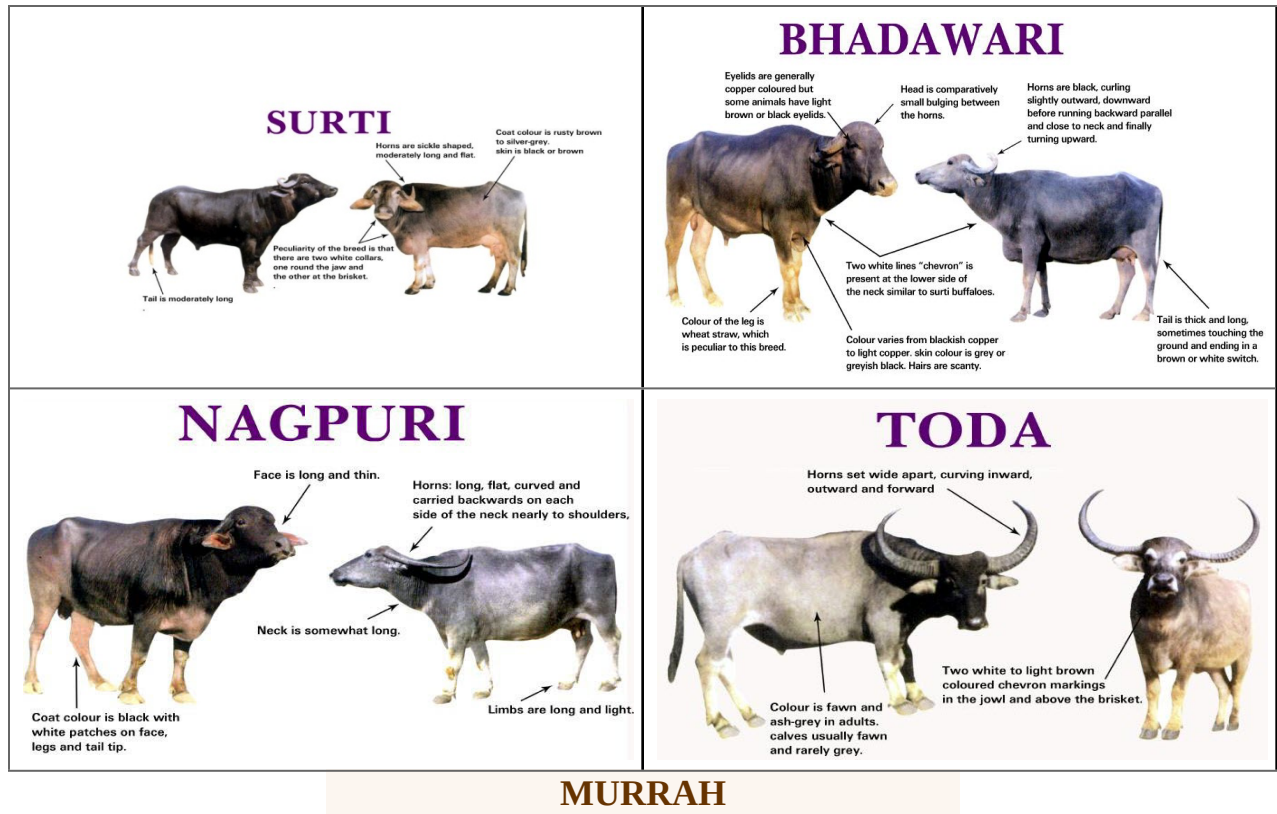 SURTI
Coat colour is rusty brown
to silver-grey.
skin is black or brown
Horns are sickle shaped,
moderately long and flat.
Peculiarity of the breed is that
there are two white collars,
one round the jaw and
the other at the brisket.
Tail is moderately long
BHADAWARI
Eyelids are generally
copper coloured but
some animals have light
brown or black eyelids.
Head is comparatively
small bulging between
the horns.
Horns are black, curling
slightly outward, downward
before running backward parallel
and close to neck and finally
turning upward.
Two white lines “chevron” is
present at the lower side of
the neck similar to surti buffaloes.
Colour of the leg is
wheat straw, which
is peculiar to this breed.
Colour varies from blackish copper
to light copper. skin colour is grey or
greyish black. Hairs are scanty.
Tail is thick and long,
sometimes touching the
ground and ending in a
brown or white switch.
NAGPURI
Face is long and thin.
Horns: long, flat, curved and
carried backwards on each
side of the neck nearly to shoulders,
Neck is somewhat long.
Limbs are long and light.
Coat colour is black with
white patches on face,
legs and tail tip.
TODA
Horns set wide apart, curving inward,
outward and forward
Two white to light brown
coloured chevron markings
in the jowl and above the brisket.
Colour is fawn and
ash-grey in adults.
calves usually fawn
and rarely grey.
MURRAH